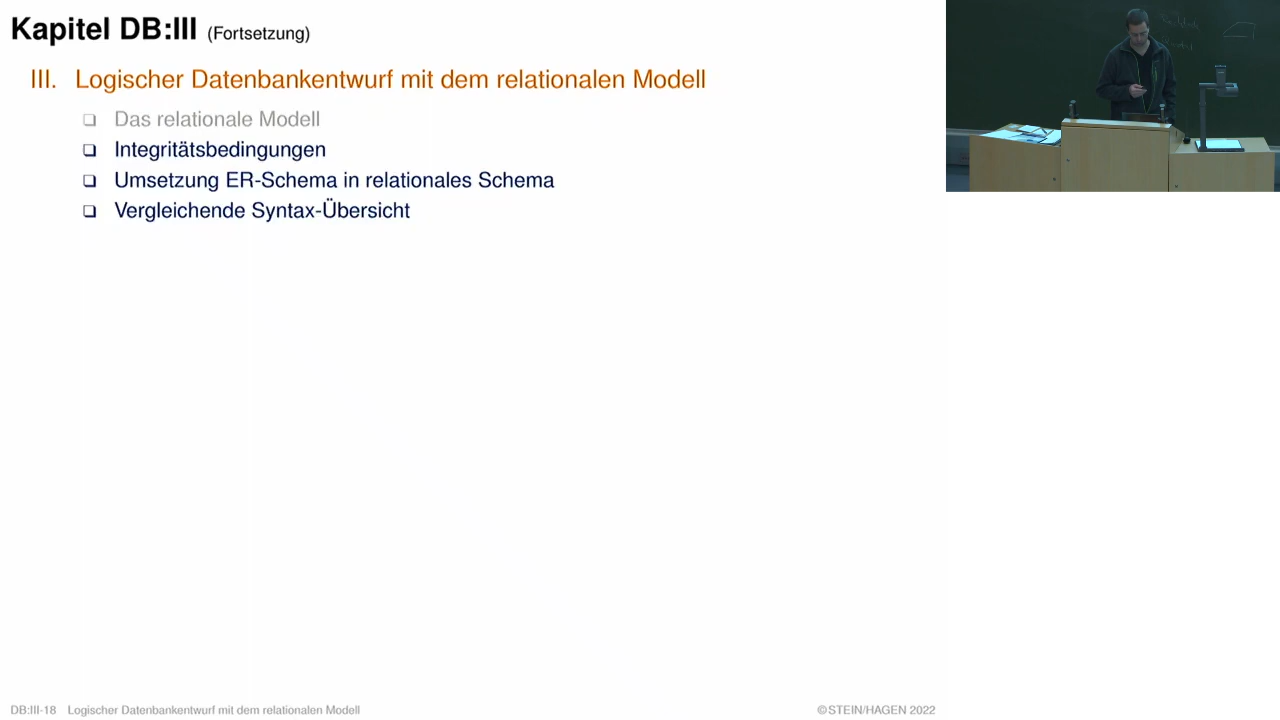 Kapitel DB:III (Fortsetzung)
III. Logischer Datenbankentwurf mit dem relationalen Modell
❑ Das relationale Modell
❑ Integritätsbedingungen
❑ Umsetzung ER-Schema in relationales Schema
❑ Vergleichende Syntax-Übersicht
DB:III-18 Logischer Datenbankentwurf mit dem relationalen Modell
©STEIN/HAGEN 2022